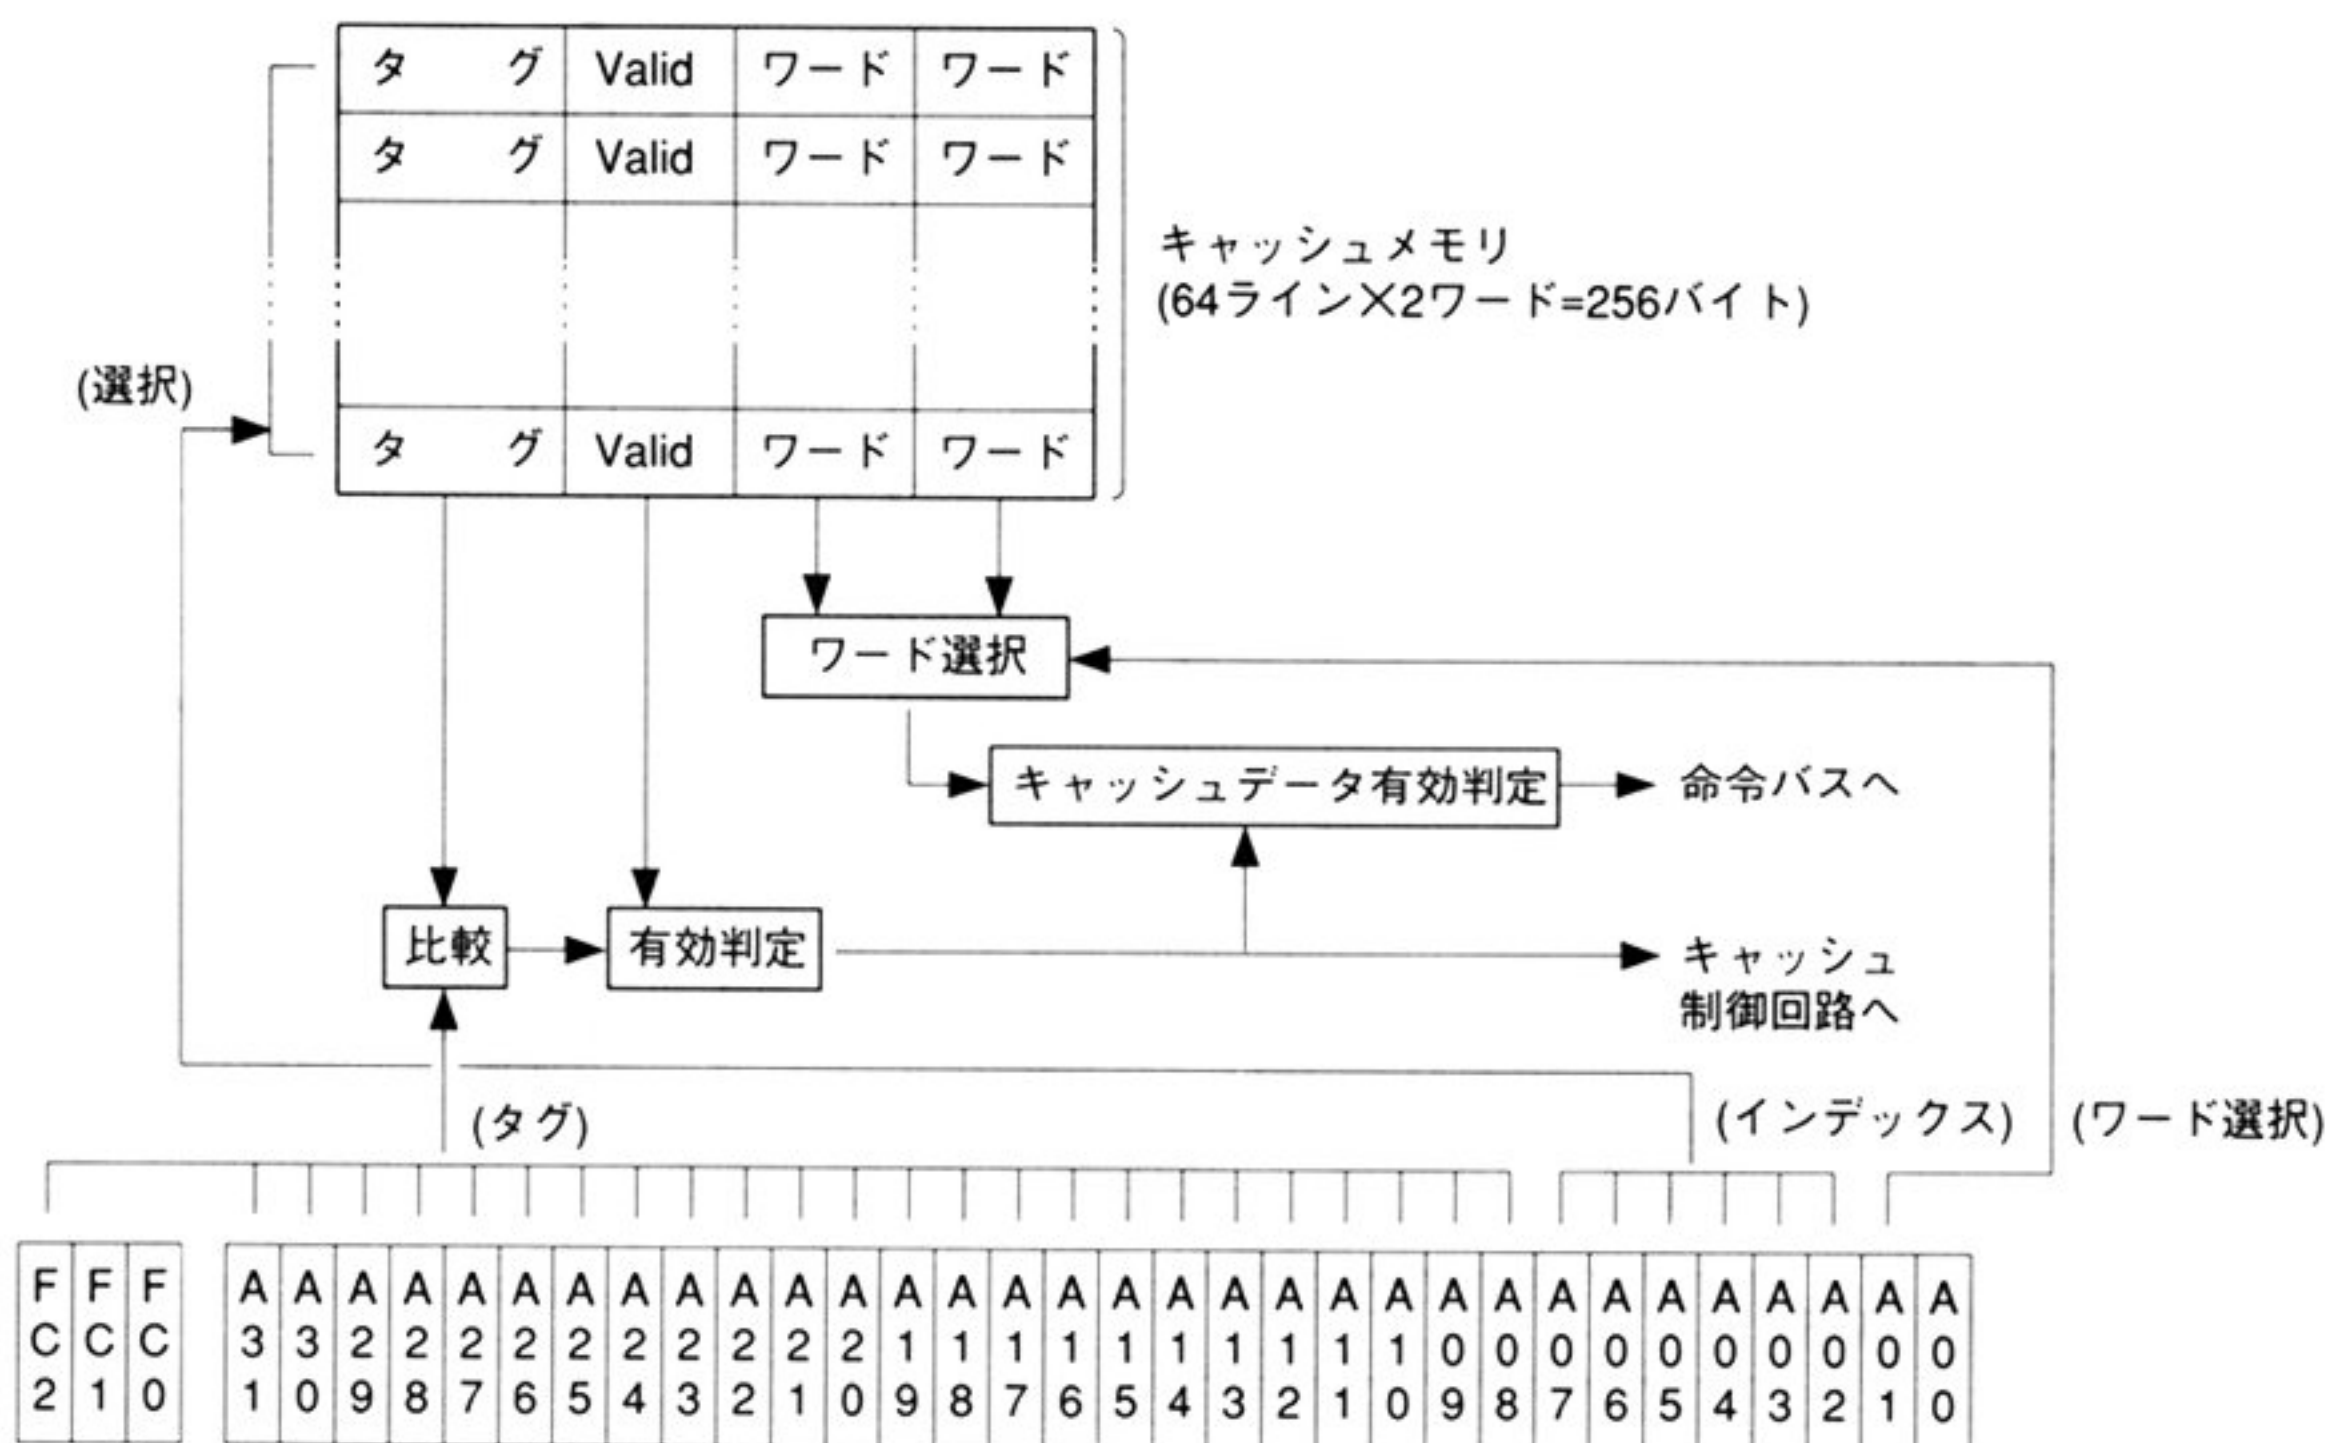 タグ Valid ワード ワード
タグ Valid ワード ワード
キャッシュメモリ
(64ライン×2ワード=256バイト)
(選択)
タグ Valid ワード ワード
ワード選択
キャッシュデータ有効判定
命令バスへ
比較
有効判定
キャッシュ
制御回路へ
(タグ)
(インデックス)
(ワード選択)
FC2 FC1 FC0 A31 A30 A29 A28 A27 A26 A25 A24 A23 A22 A21 A20 A19 A18 A17 A16 A15 A14 A13 A12 A11 A10 A09 A08 A07 A06 A05 A04 A03 A02 A01 A00